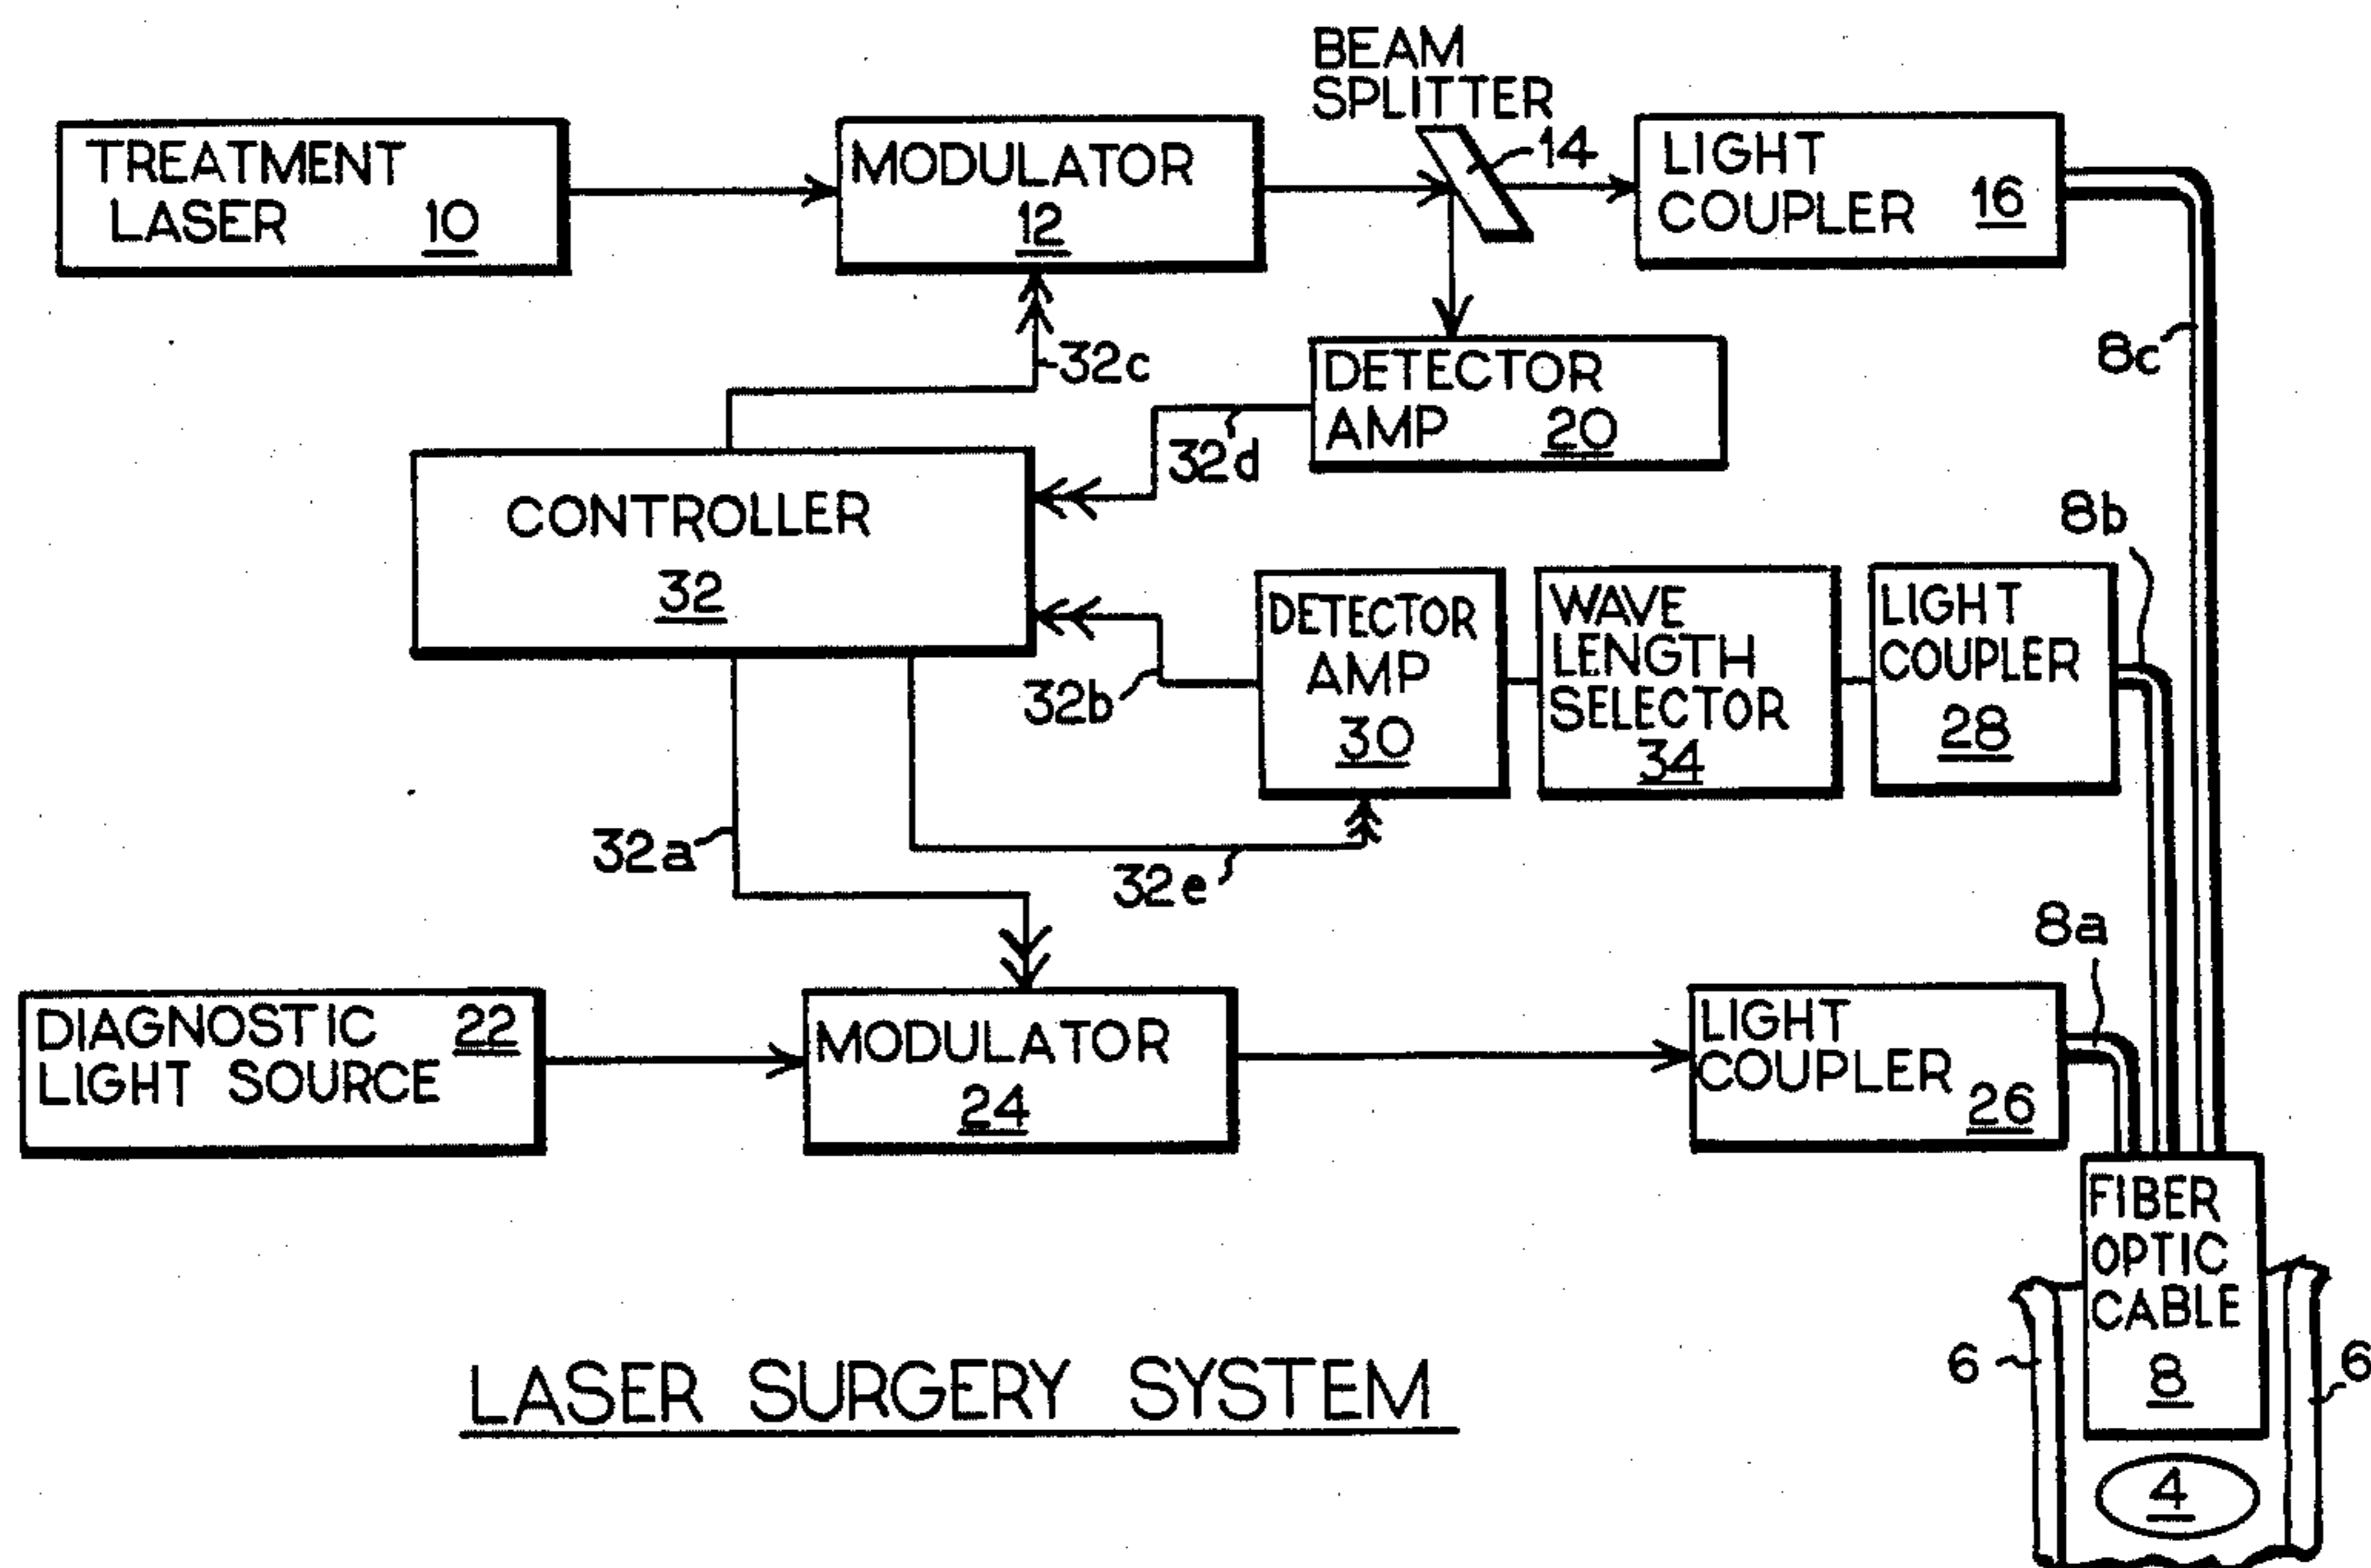 BEAM
SPLITTER
14
TREATMENT
LASER 10
MODULATOR
12
LIGHT
COUPLER 16
32c
DETECTOR
AMP 20
8c
32d
CONTROLLER
32
8b
DETECTOR
AMP
30
WAVE
LENGTH
SELECTOR
34
LIGHT
COUPLER
28
32b
32a
32e
8a
DIAGNOSTIC 22
LIGHT SOURCE
MODULATOR
24
LIGHT
COUPLER
26
FIBER
OPTIC
CABLE
8
6
6
4
LASER SURGERY SYSTEM